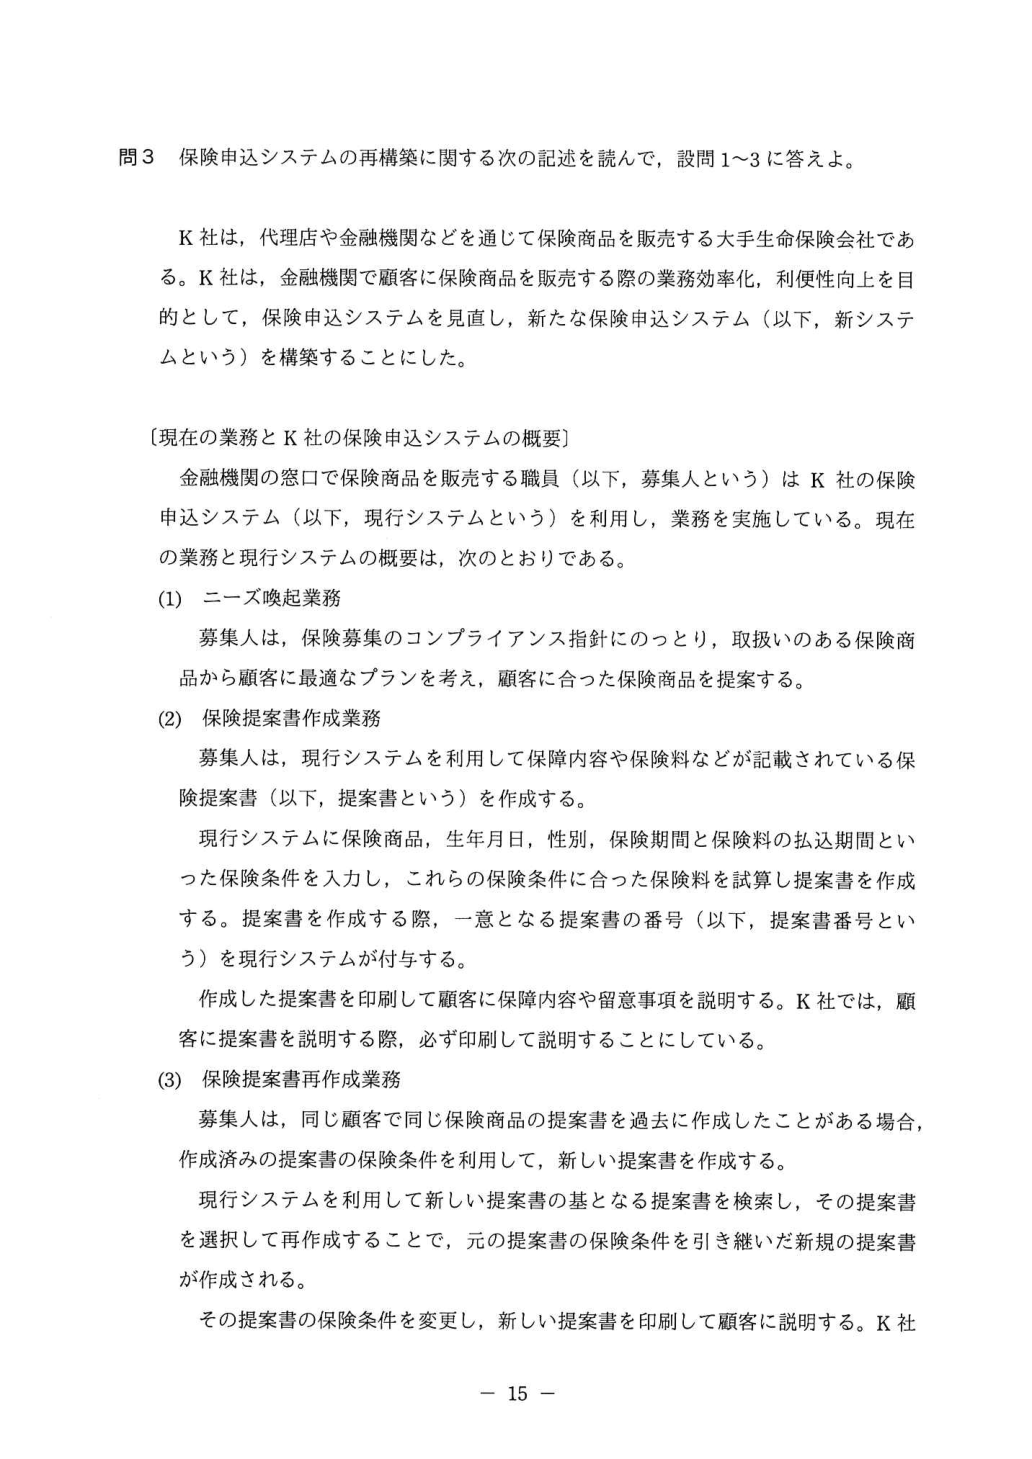 問3 保険申込システムの再構築に関する次の記述を読んで，設問1～3に答えよ。
K社は，代理店や金融機関などを通じて保険商品を販売する大手生命保険会社であ
る。K社は，金融機関で顧客に保険商品を販売する際の業務効率化，利便性向上を目
的として，保険申込システムを見直し，新たな保険申込システム（以下，新システ
ムという）を構築することにした。
〔現在の業務とK社の保険申込システムの概要〕
金融機関の窓口で保険商品を販売する職員（以下，募集人という）は K 社の保険
申込システム（以下，現行システムという）を利用し，業務を実施している。現在
の業務と現行システムの概要は，次のとおりである。
(1) ニーズ喚起業務
募集人は，保険募集のコンプライアンス指針にのっとり，取扱いのある保険商
品から顧客に最適なプランを考え，顧客に合った保険商品を提案する。
(2) 保険提案書作成業務
募集人は，現行システムを利用して保障内容や保険料などが記載されている保
険提案書（以下，提案書という）を作成する。
現行システムに保険商品，生年月日，性別，保険期間と保険料の払込期間とい
った保険条件を入力し，これらの保険条件に合った保険料を試算し提案書を作成
する。提案書を作成する際，一意となる提案書の番号（以下，提案書番号とい
う）を現行システムが付与する。
作成した提案書を印刷して顧客に保障内容や留意事項を説明する。K社では，顧
客に提案書を説明する際，必ず印刷して説明することにしている。
(3) 保険提案書再作成業務
募集人は，同じ顧客で同じ保険商品の提案書を過去に作成したことがある場合，
作成済みの提案書の保険条件を利用して，新しい提案書を作成する。
現行システムを利用して新しい提案書の基となる提案書を検索し，その提案書
を選択して再作成することで，元の提案書の保険条件を引き継いだ新規の提案書
が作成される。
その提案書の保険条件を変更し，新しい提案書を印刷して顧客に説明する。K社
－ 15 －